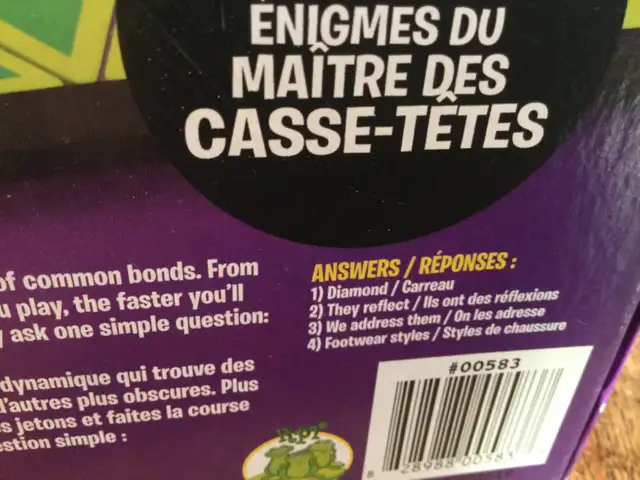 ÉNIGMES DU
MAÎTRE DES
CASSE-TÊTES
of common bonds. From
u play, the faster you'll
y ask one simple question:
dynamique qui trouve des
d'autres plus obscures. Plus
s jetons et faites la course
estion simple :
ANSWERS / RÉPONSES :
1) Diamond / Carreau
2) They reflect / Ils ont des réflexions
3) We address them / On les adresse
4) Footwear styles / Styles de chaussure
#00583
8 28988 00583